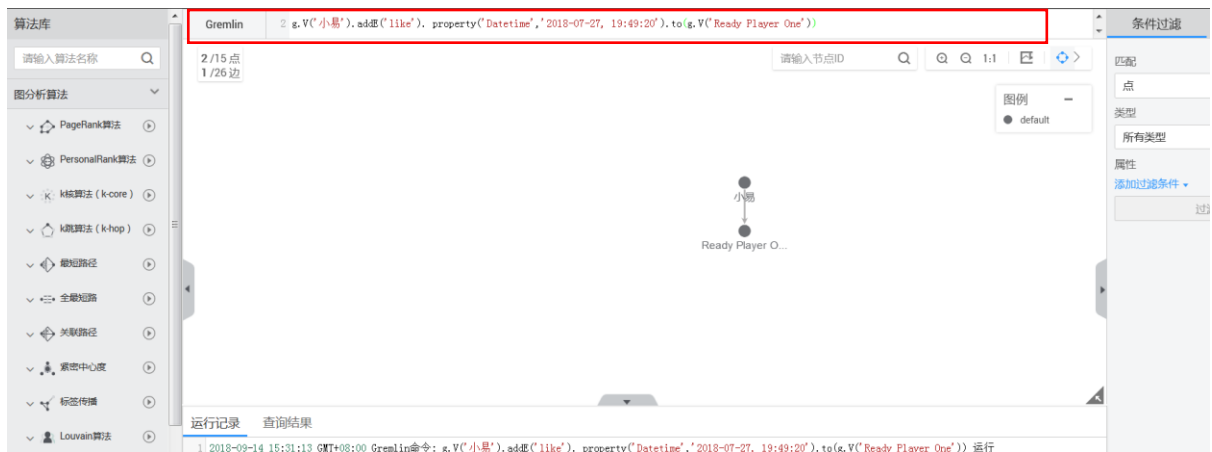 算法库
请输入算法名称
图分析算法
PageRank算法
PersonalRank算法
k核算法（k-core）
k跳算法（k-hop）
最短路径
全最短路
关联路径
紧密中心度
标签传播
Louvain算法
Gremlin
2 g.V('小易').addE('like'). property('Datetime','2018-07-27, 19:49:20').to(g.V('Ready Player One'))
2 /15 点
1 /26 边
请输入节点ID
1:1
图例
default
小易
Ready Player O...
运行记录 查询结果
1 2018-09-14 15:31:13 GMT+08:00 Gremlin命令: g.V('小易').addE('like'). property('Datetime','2018-07-27, 19:49:20').to(g.V('Ready Player One')) 运行
条件过滤
匹配
点
类型
所有类型
属性
添加过滤条件